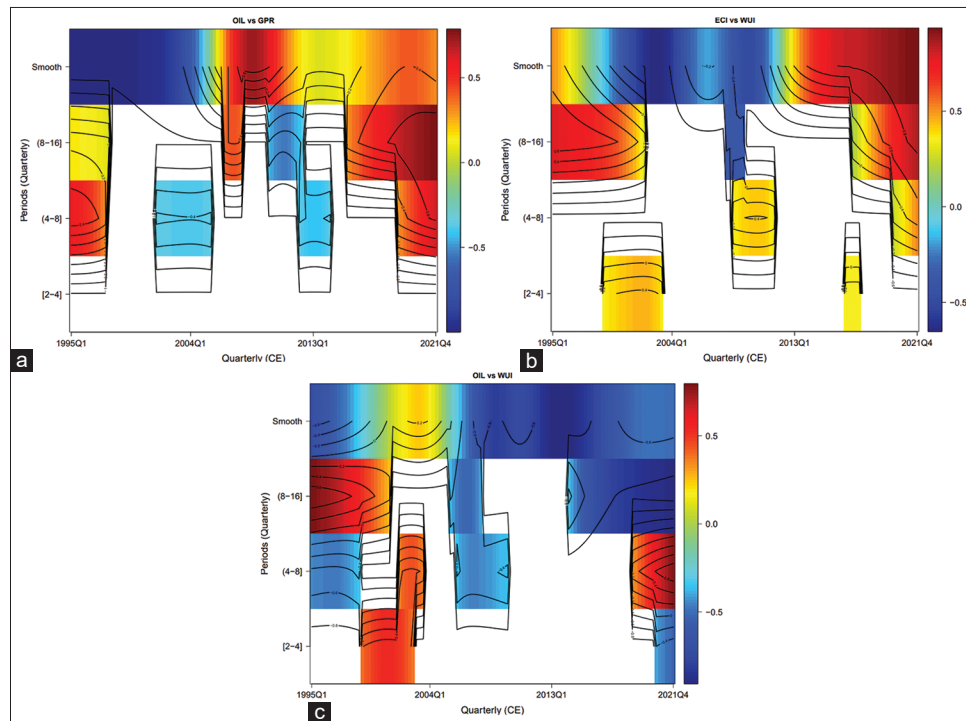 OIL vs GPR
Smooth
(8−16]
(4−8]
[2−4]
Periods (Quarterly)
1995Q1 2004Q1 2013Q1 2021Q4
Quarterly (CE)
0.5
0.0
−0.5
a
ECI vs WUI
Smooth
(8−16]
(4−8]
[2−4]
Periods (Quarterly)
1995Q1 2004Q1 2013Q1 2021Q4
Quarterly (CE)
0.5
0.0
−0.5
b
OIL vs WUI
Smooth
(8−16]
(4−8]
[2−4]
Periods (Quarterly)
1995Q1 2004Q1 2013Q1 2021Q4
Quarterly (CE)
0.5
0.0
−0.5
c